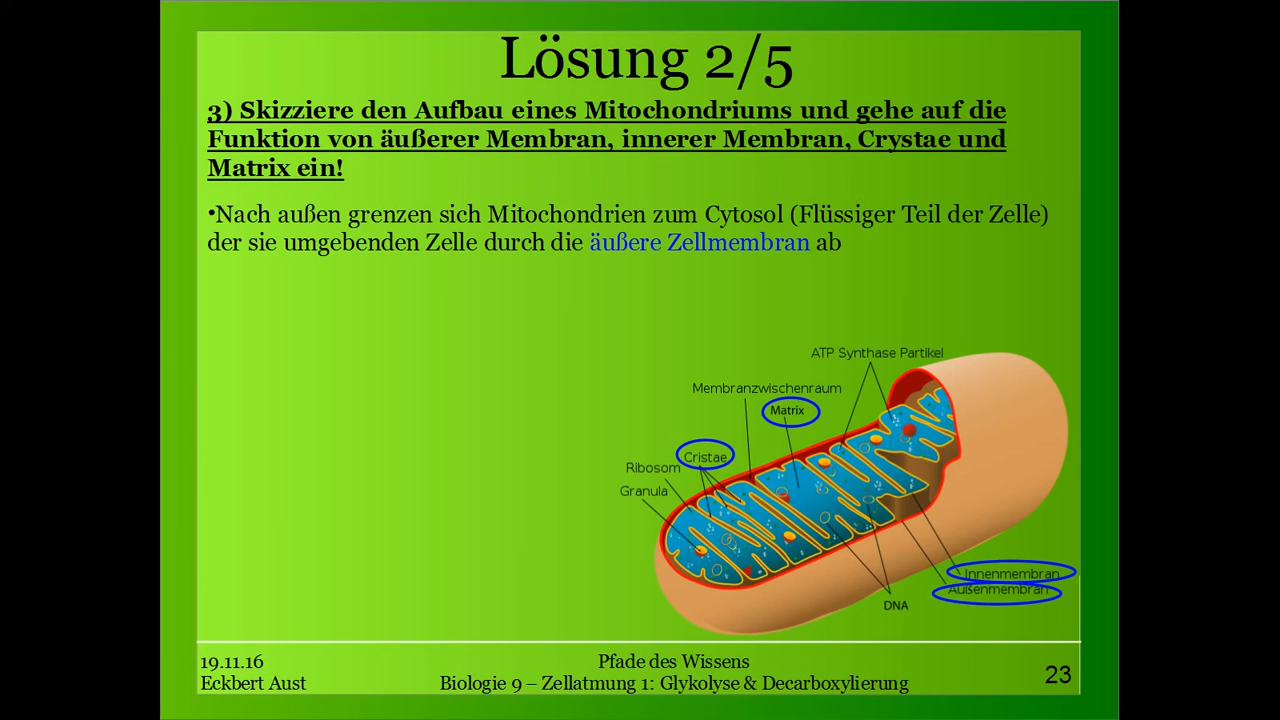 Lösung 2/5
3) Skizziere den Aufbau eines Mitochondriums und gehe auf die
Funktion von äußerer Membran, innerer Membran, Crystae und
Matrix ein!
•Nach außen grenzen sich Mitochondrien zum Cytosol (Flüssiger Teil der Zelle)
der sie umgebenden Zelle durch die äußere Zellmembran ab
ATP Synthase Partikel
Membranzwischenraum
Matrix
Cristae
Ribosom
Granula
Innenmembran
Außenmembran
DNA
19.11.16
Eckbert Aust
Pfade des Wissens
Biologie 9 – Zellatmung 1: Glykolyse & Decarboxylierung
23